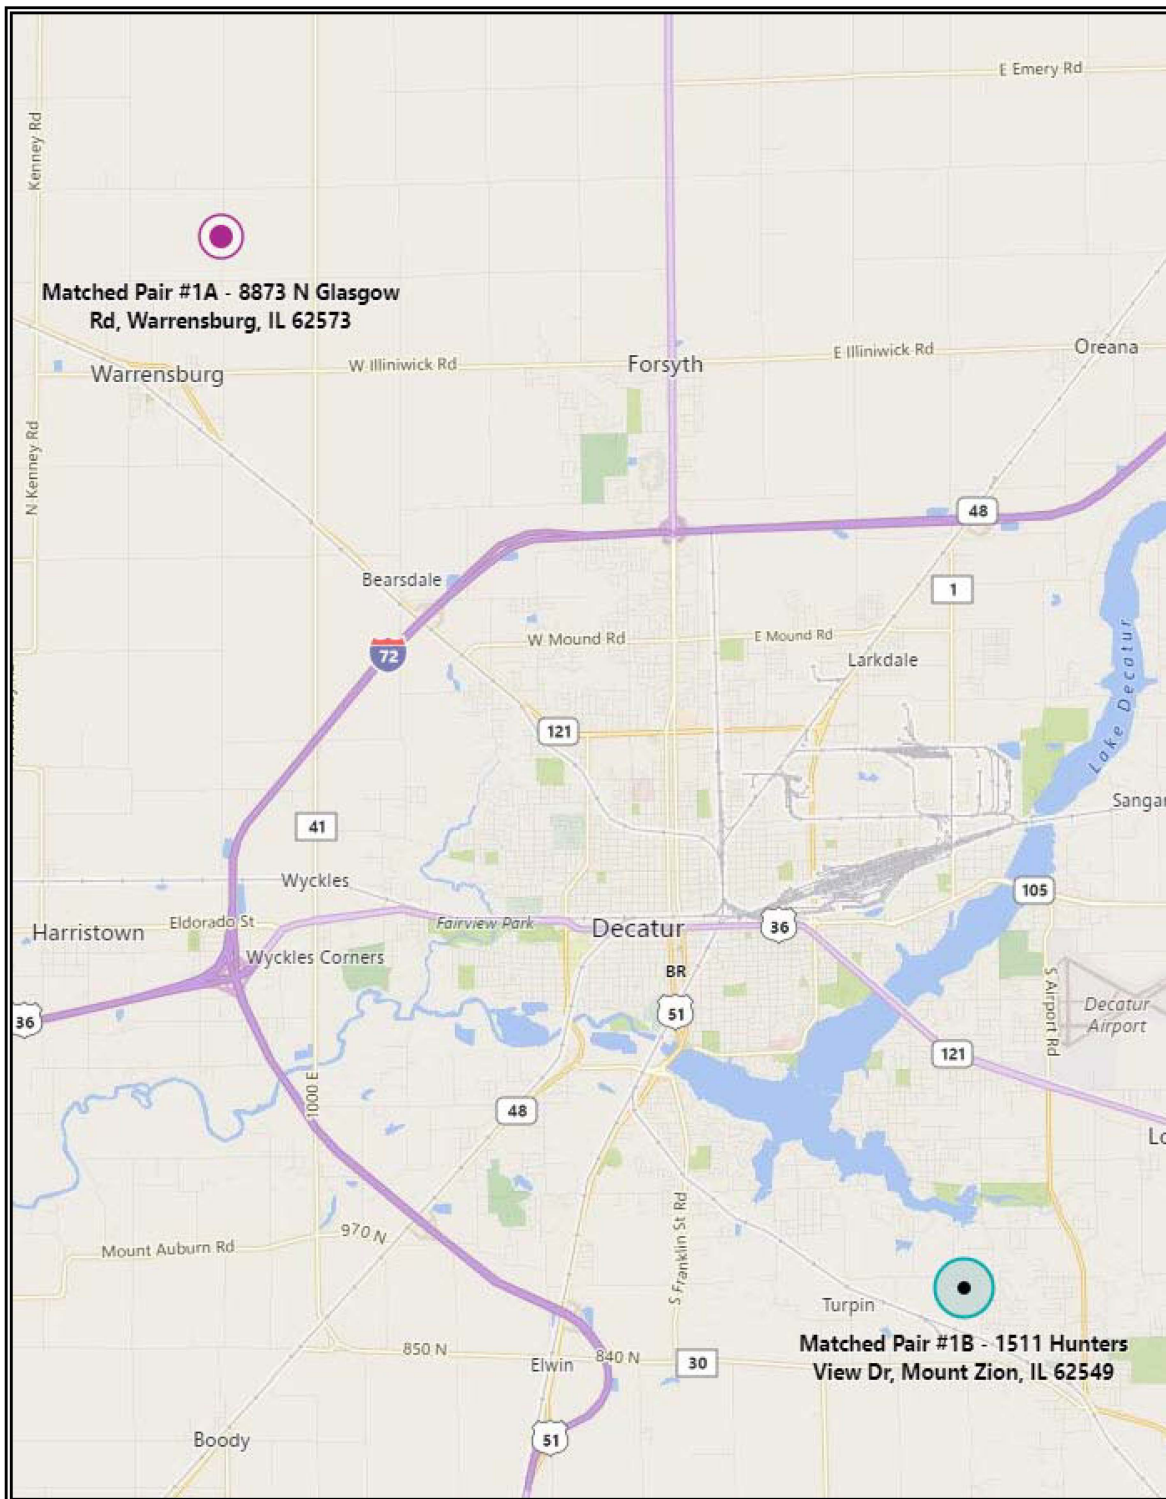 E Emery Rd
Kenney Rd
Matched Pair #1A - 8873 N Glasgow
Rd, Warrensburg, IL 62573
Warrensburg
W Illiniwick Rd
Forsyth
E Illiniwick Rd
Oreana
N Kenney Rd
48
Bearsdale
1
W Mound Rd
E Mound Rd
72
Larkdale
Lake Decatur
121
Sangar
41
Wyckles
105
Harristown
Eldorado St
Fairview Park
Decatur
36
Wyckles Corners
BR
51
36
S Airport Rd
Decatur
Airport
121
1000 E
48
Lo
970 N
Mount Auburn Rd
S Franklin St Rd
Turpin
Matched Pair #1B - 1511 Hunters
View Dr, Mount Zion, IL 62549
850 N
Elwin
840 N
30
Boody
51